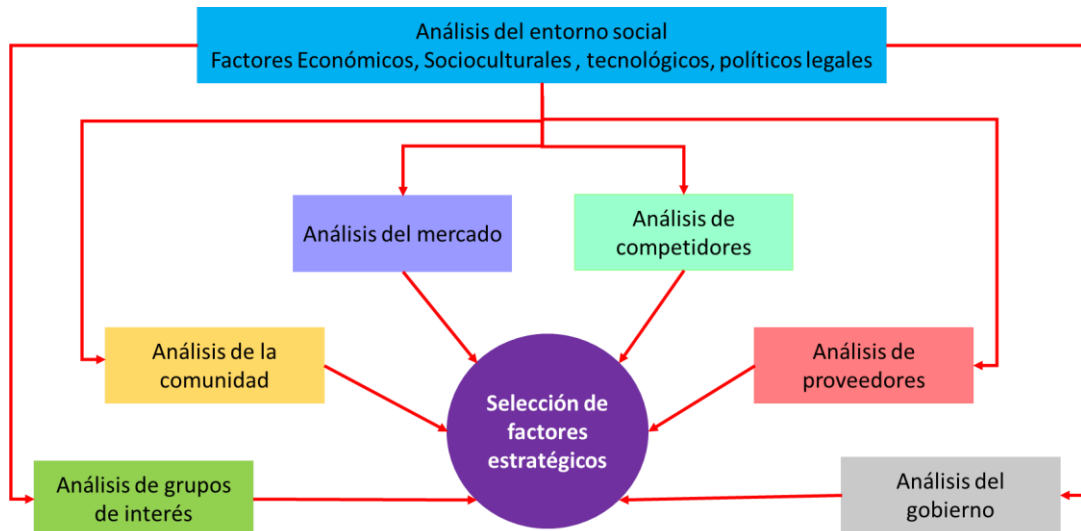 Análisis del entorno social
Factores Económicos, Socioculturales , tecnológicos, políticos legales
Análisis del mercado
Análisis de
competidores
Análisis de la
comunidad
Análisis de
proveedores
Selección de
factores
estratégicos
Análisis de grupos
de interés
Análisis del
gobierno